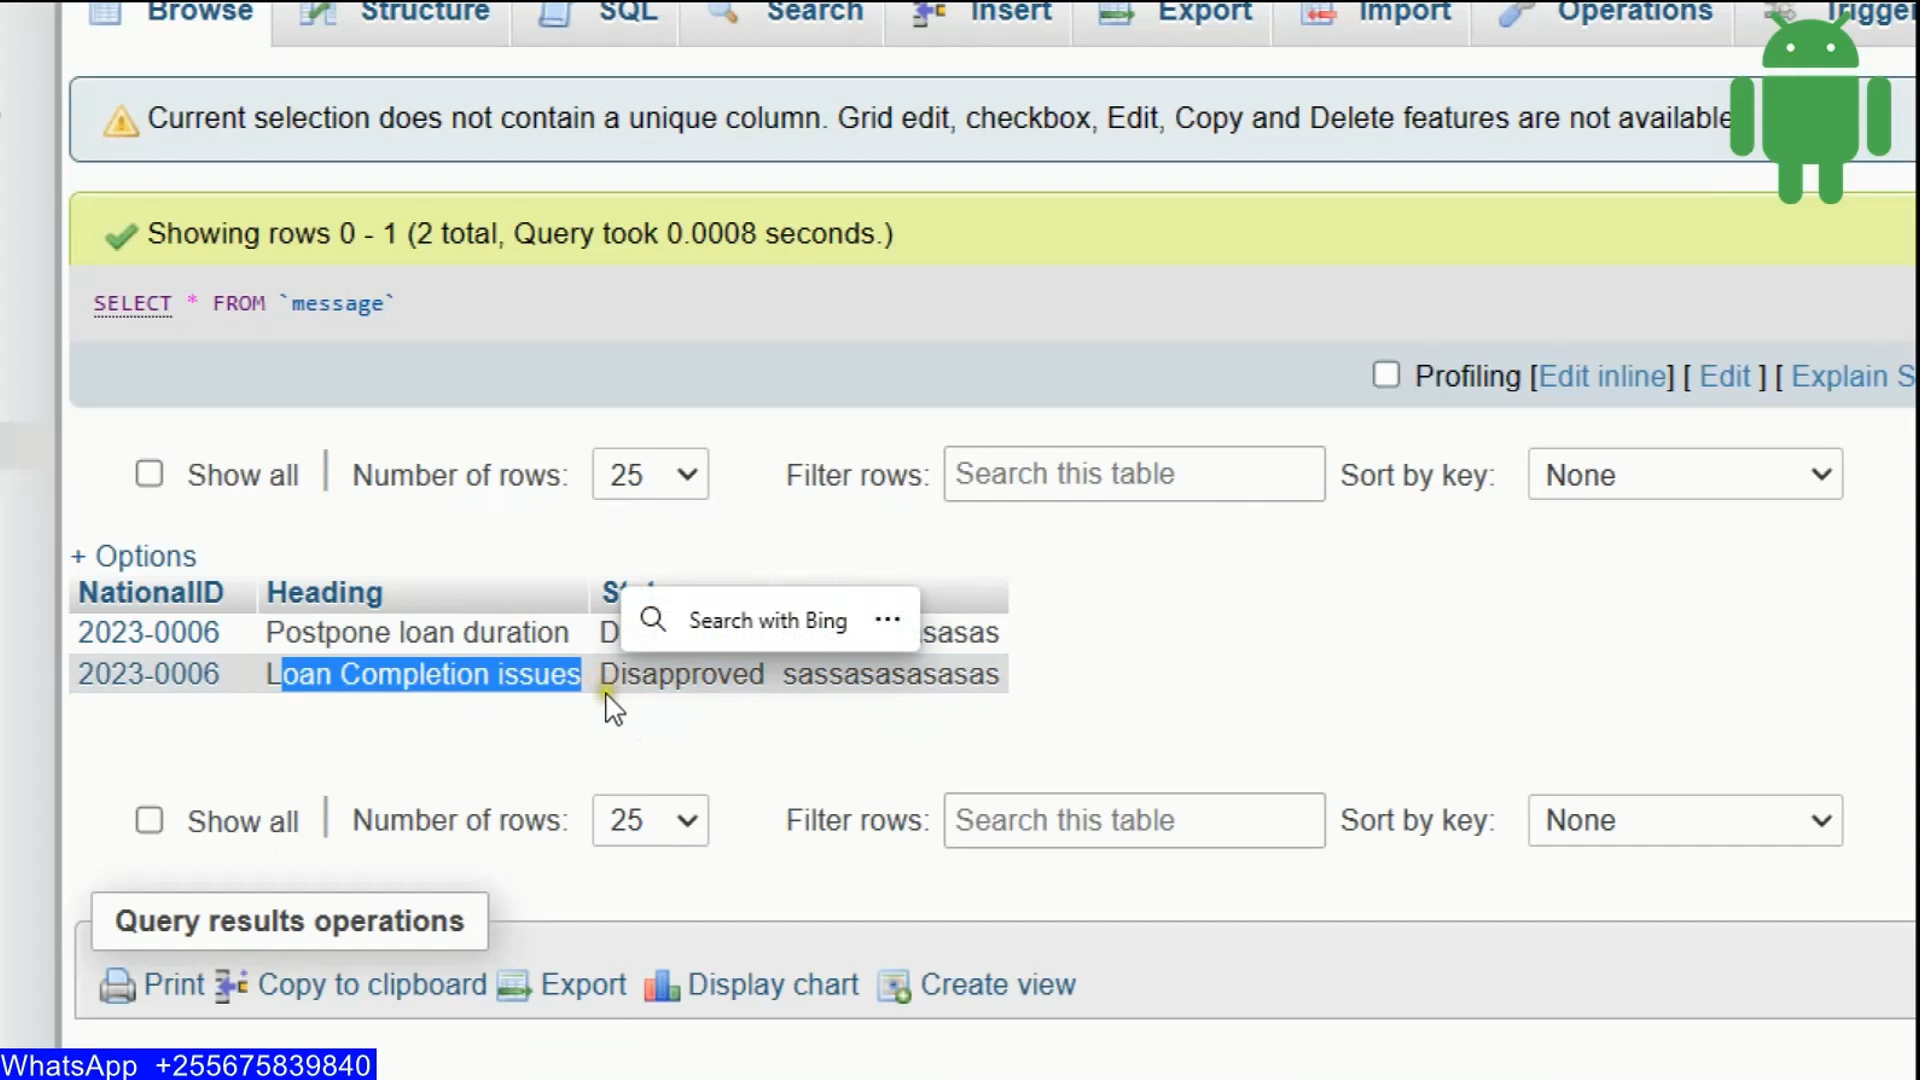 Browse Structure SQL Search Insert Export Import Operations
Current selection does not contain a unique column. Grid edit, checkbox, Edit, Copy and Delete features are not available
Showing rows 0 - 1 (2 total, Query took 0.0008 seconds.)
SELECT * FROM `message`
Profiling [Edit inline] [ Edit ] [ Explain S
Show all Number of rows: 25 Filter rows: Search this table Sort by key: None
+ Options
NationalID Heading
Search with Bing ...
2023-0006 Postpone loan duration D sasas
2023-0006 Loan Completion issues Disapproved sassasasasasas
Show all Number of rows: 25 Filter rows: Search this table Sort by key: None
Query results operations
Print Copy to clipboard Export Display chart Create view
WhatsApp +255675839840